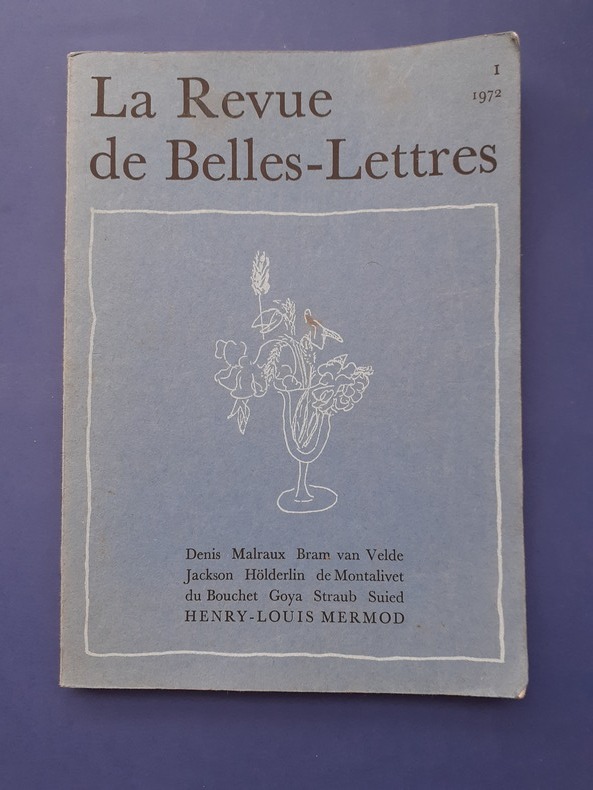 La Revue
de Belles-Lettres
I
1972
Denis Malraux Bram van Velde
Jackson Hölderlin de Montalivet
du Bouchet Goya Straub Suied
HENRY-LOUIS MERMOD